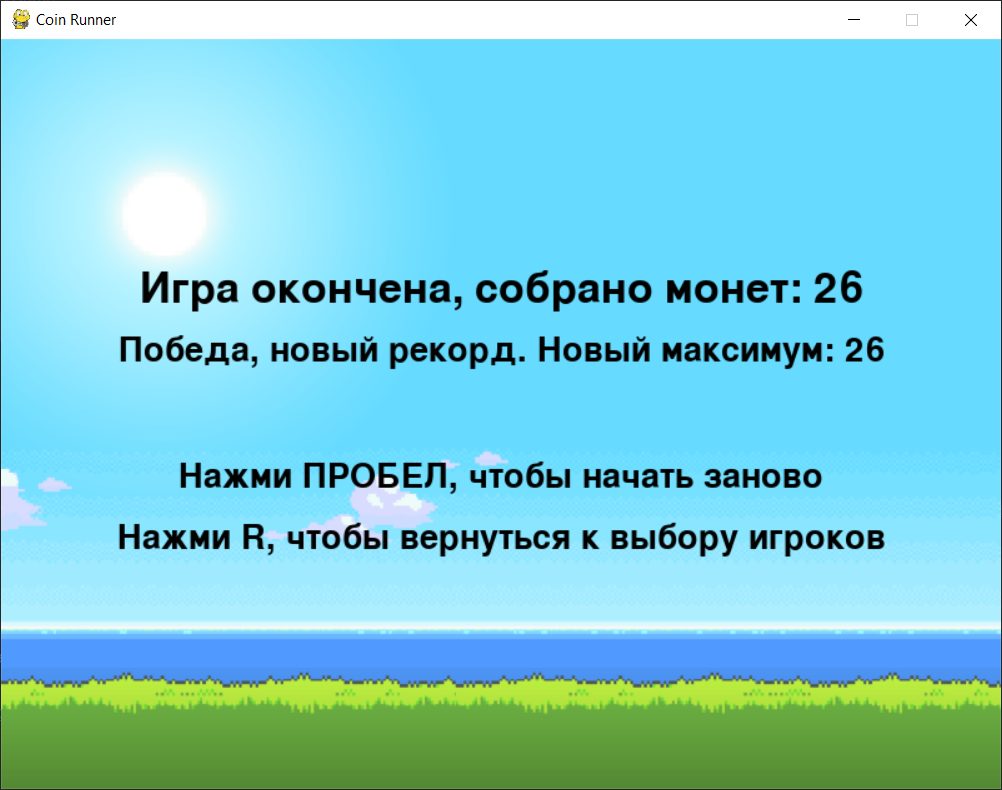 Coin Runner
Игра окончена, собрано монет: 26
Победа, новый рекорд. Новый максимум: 26
Нажми ПРОБЕЛ, чтобы начать заново
Нажми R, чтобы вернуться к выбору игроков